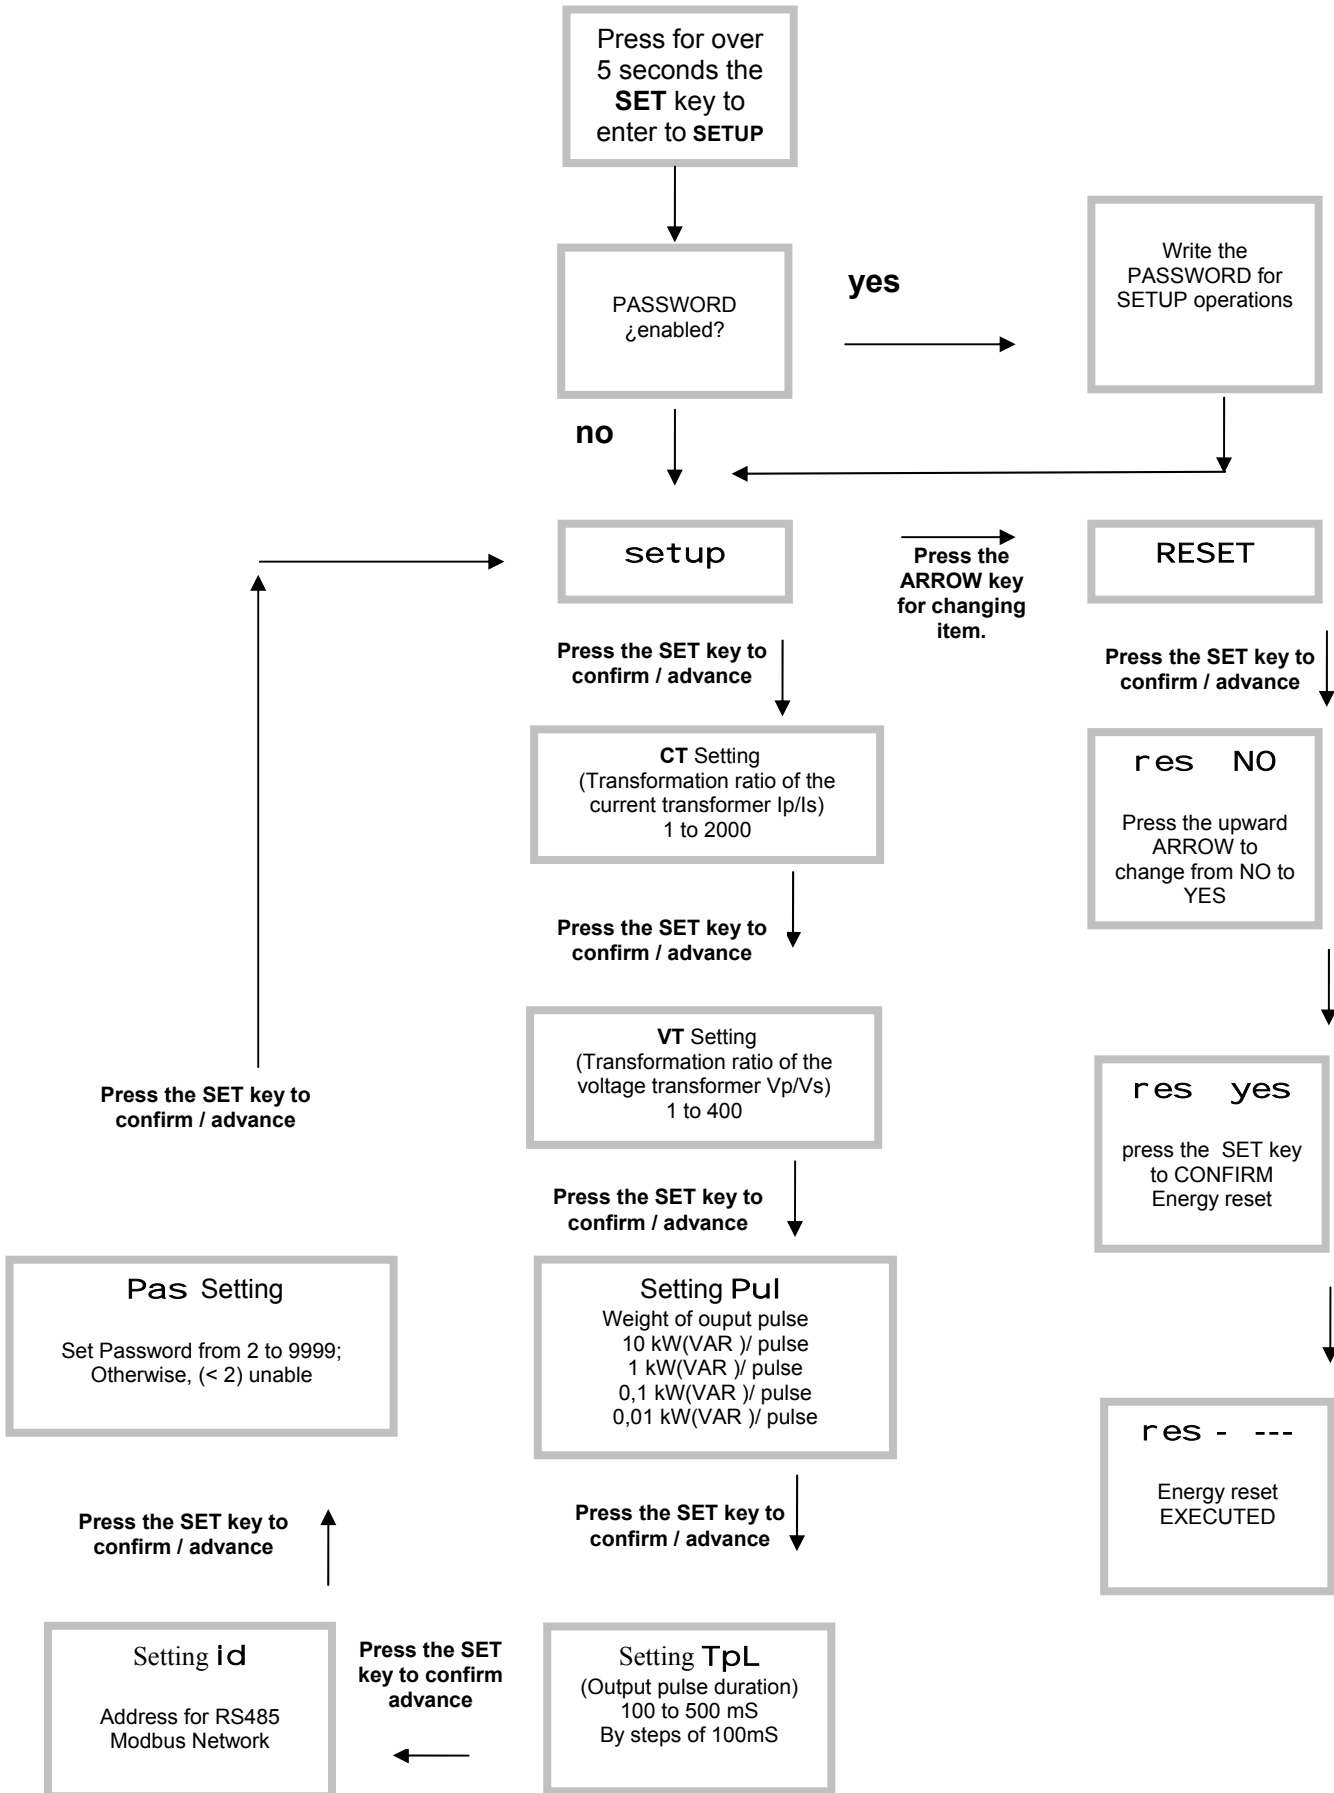 Press for over
5 seconds the
SET key to
enter to SETUP
PASSWORD
¿enabled?
yes
Write the
PASSWORD for
SETUP operations
no
setup
Press the
ARROW key
for changing
item.
RESET
Press the SET key to
confirm / advance
Press the SET key to
confirm / advance
CT Setting
(Transformation ratio of the
current transformer Ip/Is)
1 to 2000
res NO
Press the upward
ARROW to
change from NO to
YES
Press the SET key to
confirm / advance
VT Setting
(Transformation ratio of the
voltage transformer Vp/Vs)
1 to 400
res yes
press the SET key
to CONFIRM
Energy reset
Press the SET key to
confirm / advance
Press the SET key to
confirm / advance
Pas Setting
Set Password from 2 to 9999;
Otherwise, (< 2) unable
Setting Pul
Weight of ouput pulse
10 kW(VAR )/ pulse
1 kW(VAR )/ pulse
0,1 kW(VAR )/ pulse
0,01 kW(VAR )/ pulse
res - ---
Energy reset
EXECUTED
Press the SET key to
confirm / advance
Press the SET key to
confirm / advance
Setting id
Address for RS485
Modbus Network
Press the SET
key to confirm
advance
Setting TpL
(Output pulse duration)
100 to 500 mS
By steps of 100mS